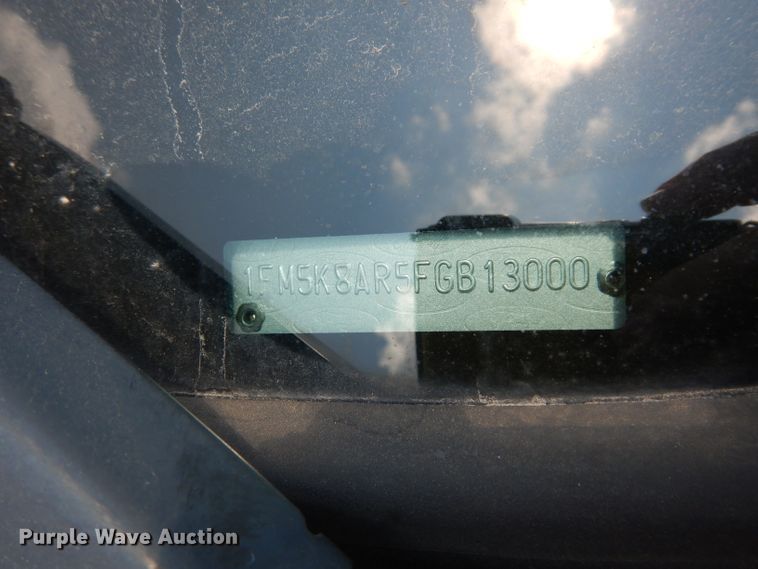 1FM5K8AR5FGB13000
Purple Wave Auction